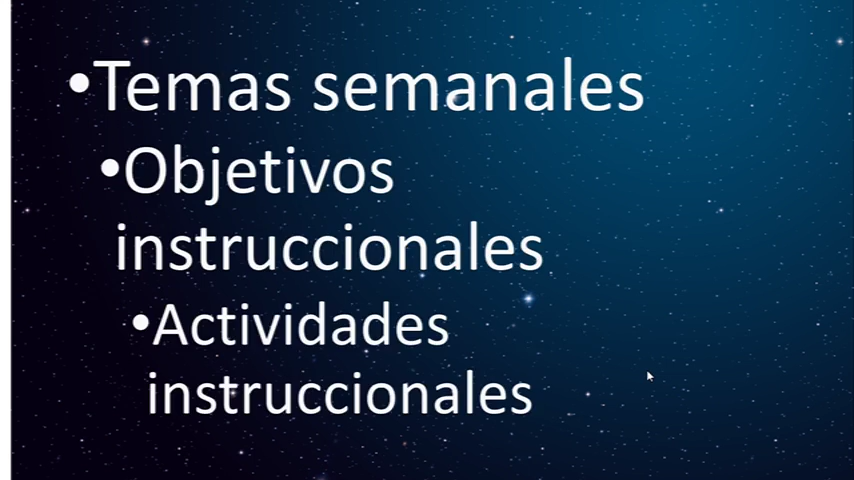 •Temas semanales
•Objetivos
instruccionales
•Actividades
instruccionales